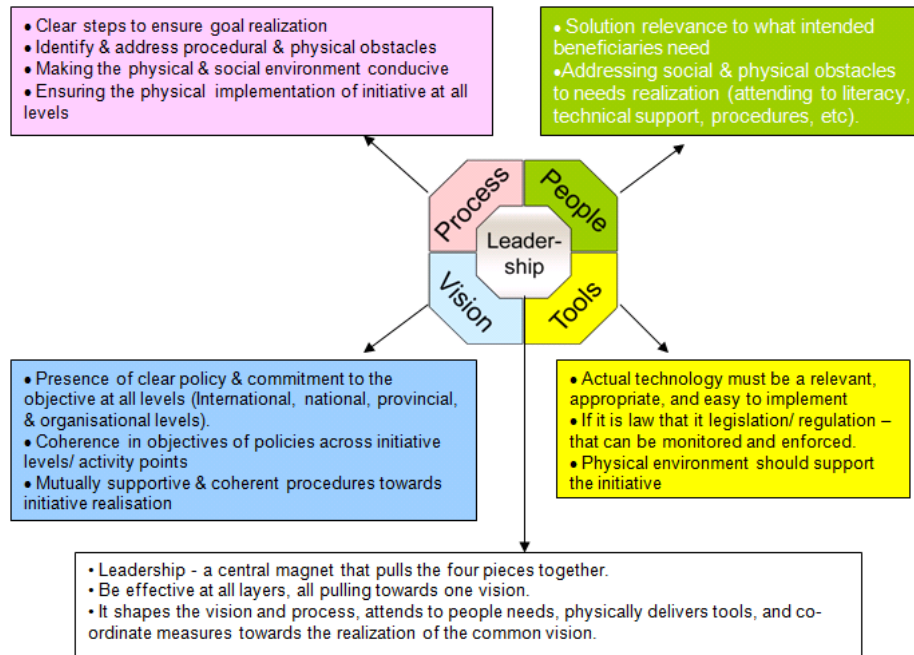 • Clear steps to ensure goal realization
• Identify & address procedural & physical obstacles
• Making the physical & social environment conducive
• Ensuring the physical implementation of initiative at all
levels
• Solution relevance to what intended
beneficiaries need
•Addressing social & physical obstacles
to needs realization (attending to literacy,
technical support, procedures, etc).
Process
People
Leader-
ship
Vision
Tools
• Presence of clear policy & commitment to the
objective at all levels (International, national, provincial,
& organisational levels).
• Coherence in objectives of policies across initiative
levels/ activity points
• Mutually supportive & coherent procedures towards
initiative realisation
• Actual technology must be a relevant,
appropriate, and easy to implement
• If it is law that it legislation/ regulation –
that can be monitored and enforced.
• Physical environment should support
the initiative
• Leadership - a central magnet that pulls the four pieces together.
• Be effective at all layers, all pulling towards one vision.
• It shapes the vision and process, attends to people needs, physically delivers tools, and co-
ordinate measures towards the realization of the common vision.